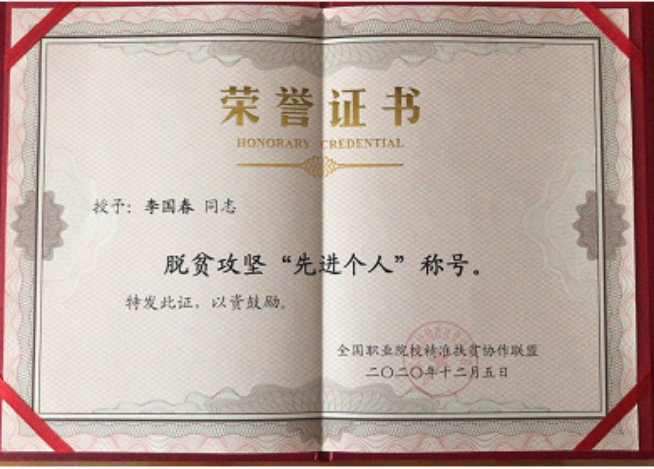 荣誉证书
HONORARY CREDENTIAL
授予：李国春 同志
脱贫攻坚“先进个人”称号。
特发此证，以资鼓励。
全国职业院校精准扶贫协作联盟
二〇二〇年十二月五日